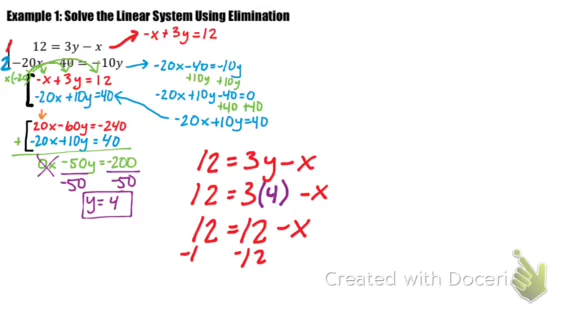 Example 1: Solve the Linear System Using Elimination
1 12 = 3y − x → -x+3y=12
2 −20x − 40 = −10y → -20x-40=-10y
+10y +10y
x(-20)
-x+3y=12
-20x+10y=40
-20x+10y-40=0
+40 +40
-20x+10y=40
20x-60y=-240
+ -20x+10y=40
0x -50y=-200
-50 -50
y=4
12=3y-x
12=3(4)-x
12=12-x
-1 -12
Created with Doceri